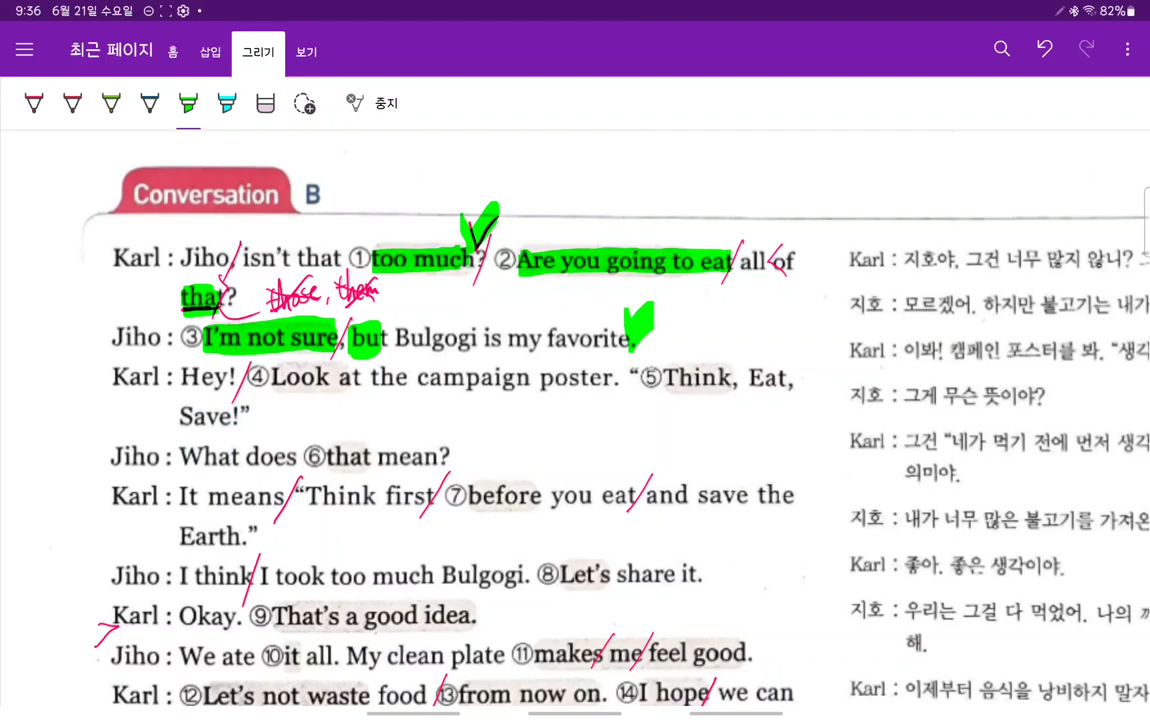 9:36 6월 21일 수요일 82%
최근 페이지 홈 삽입 그리기 보기
중지
Conversation B
Karl : Jiho, isn't that ①too much? ②Are you going to eat all of
that?
those, them
Jiho : ③I'm not sure, but Bulgogi is my favorite.
Karl : Hey! ④Look at the campaign poster. “⑤Think, Eat,
Save!”
Jiho : What does ⑥that mean?
Karl : It means “Think first ⑦before you eat and save the
Earth.”
Jiho : I think I took too much Bulgogi. ⑧Let's share it.
Karl : Okay. ⑨That's a good idea.
Jiho : We ate ⑩it all. My clean plate ⑪makes me feel good.
Karl : ⑫Let's not waste food ⑬from now on. ⑭I hope we can
Karl : 지호야, 그건 너무 많지 않니?
지호 : 모르겠어, 하지만 불고기는 내가
Karl : 이봐! 캠페인 포스터를 봐. “생각
지호 : 그게 무슨 뜻이야?
Karl : 그건 “네가 먹기 전에 먼저 생각
의미야.
지호 : 내가 너무 많은 불고기를 가져온
Karl : 좋아. 좋은 생각이야.
지호 : 우리는 그걸 다 먹었어. 나의
해.
Karl : 이제부터 음식을 낭비하지 말자